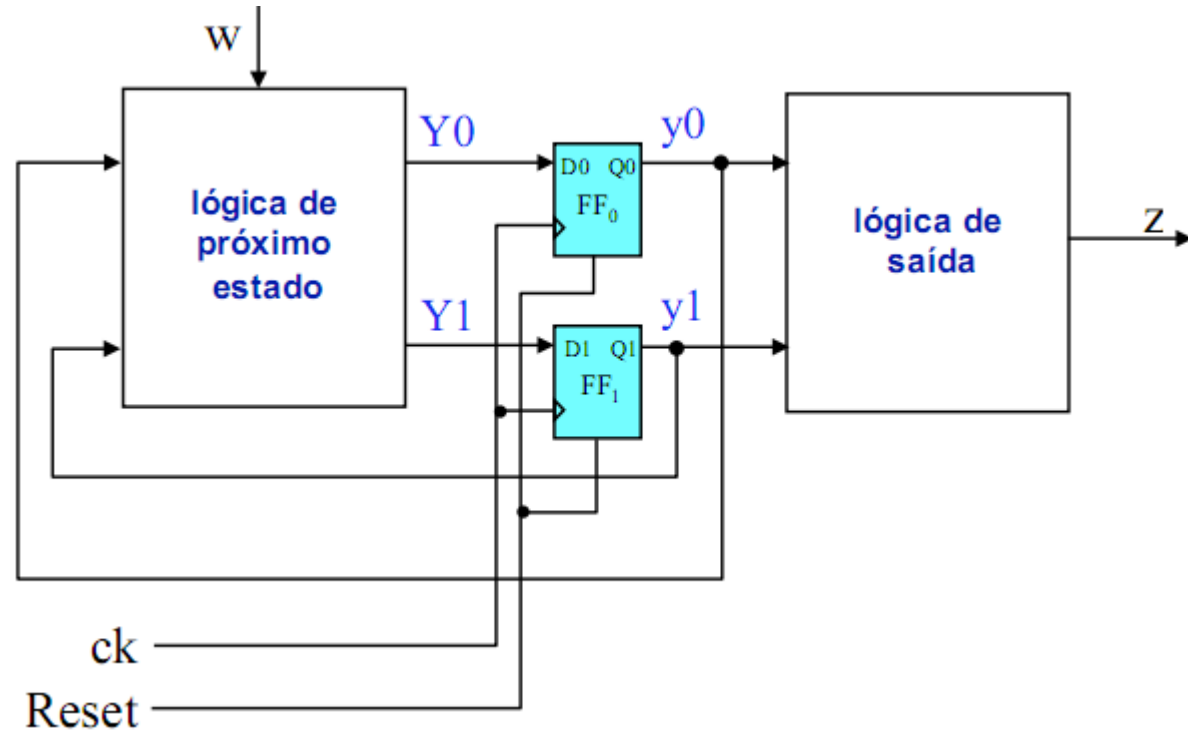 w
Y0
y0
D0 Q0
FF0
lógica de
próximo
estado
lógica de
saída
z
Y1
y1
D1 Q1
FF1
ck
Reset